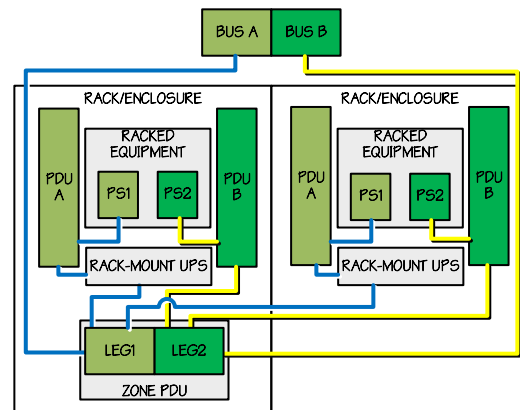 BUS A
BUS B
RACK/ENCLOSURE
RACK/ENCLOSURE
RACKED
EQUIPMENT
PDU
A
PS1
PS2
PDU
B
RACK-MOUNT UPS
RACKED
EQUIPMENT
PDU
A
PS1
PS2
PDU
B
RACK-MOUNT UPS
LEG1
LEG2
ZONE PDU